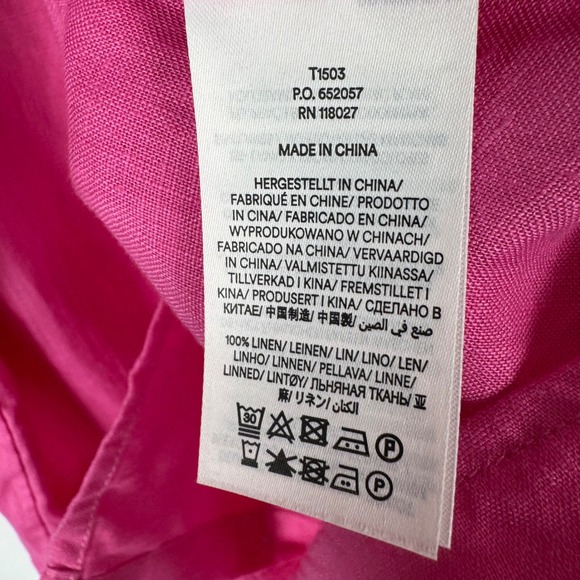 T1503
P.O. 652057
RN 118027
MADE IN CHINA
HERGESTELLT IN CHINA/
FABRIQUÉ EN CHINE/ PRODOTTO
IN CINA/ FABRICADO EN CHINA/
WYPRODUKOWANO W CHINACH/
FABRICADO NA CHINA/ VERVAARDIGD
IN CHINA/ VALMISTETTU KIINASSA/
TILLVERKAD I KINA/ FREMSTILLET I
KINA/ PRODUSERT I KINA/ СДЕЛАНО В
КИТАЕ/ 中国制造/ 中国製/ صنع في الصين
100% LINEN/ LEINEN/ LIN/ LINO/ LEN/
LINHO/ LINNEN/ PELLAVA/ LINNE/
LINNED/ LINTØY/ ЛЬНЯНАЯ ТКАНЬ/ 亚
麻/ リネン/ الكتان
30 P
P